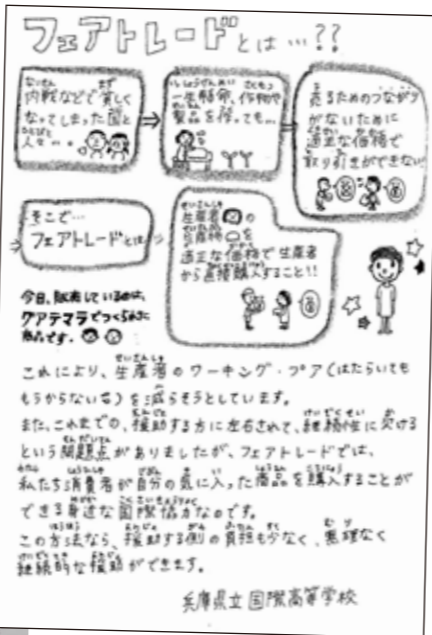 フェアトレードとは…??
内戦などで貧しく
なってしまった国と
人々…。
一生懸命、作物や
製品を作っても…
売るためのつながり
がないために
適正な価格で
取り引きができない
そこで…
フェアトレードとは
生産者の
生産物を
適正な価格で生産者
から直接購入すること!!
今日、販売しているのは、
グアテマラでつくられた
商品です。
これにより、生産者のワーキング・プア(はたらいても
もうからない者)を減らそうとしています。
また、これまでの、援助する方に左右されて、継続性に欠ける
という問題点がありましたが、フェアトレードでは、
私たち消費者が自分の気に入った商品を購入することが
できる身近な国際協力なのです。
この方法なら、援助する側の負担も少なく、無理なく
継続的な援助ができます。
兵庫県立国際高等学校